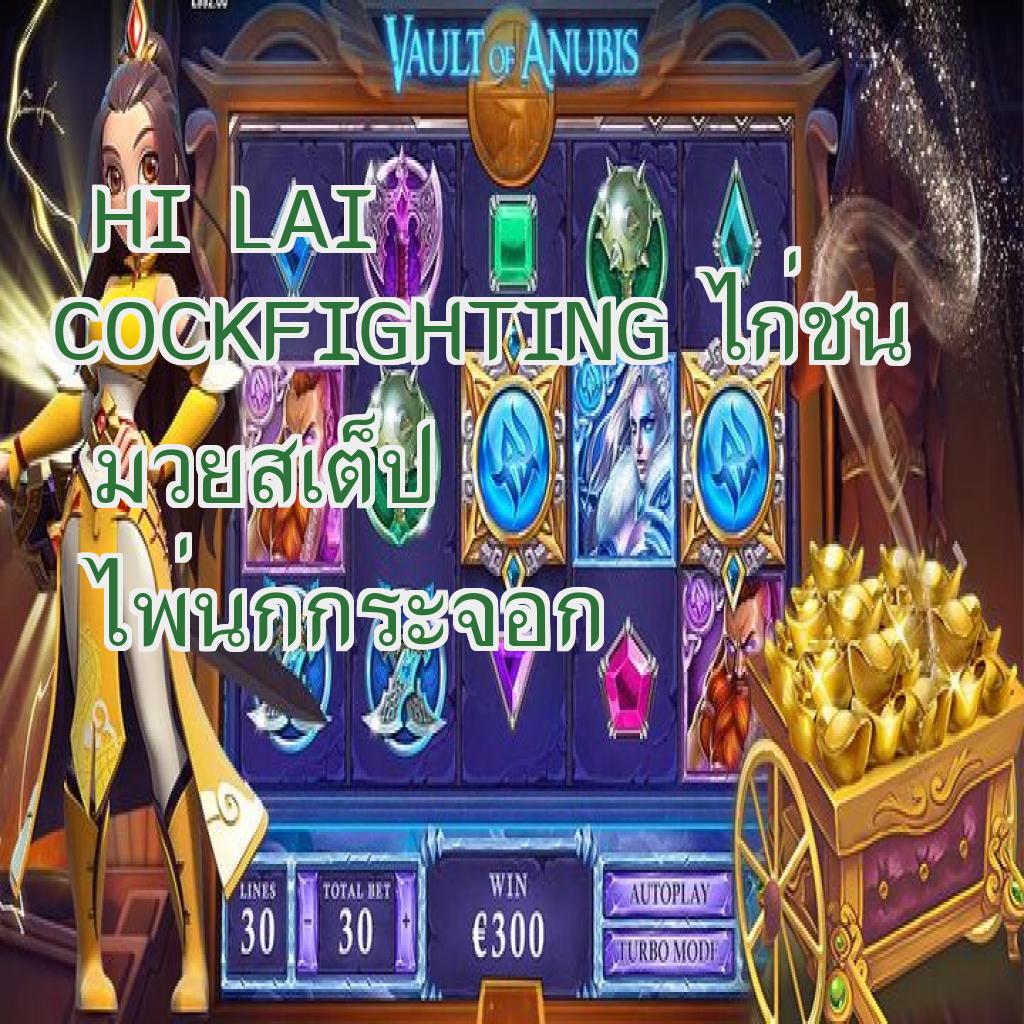 VAULT OF ANUBIS
HI LAI
COCKFIGHTING ไก่ชน
มวยสเต็ป
ไพ่นกกระจอก
LINES
30
TOTAL BET
- 30 +
WIN
€300
AUTOPLAY
TURBO MODE